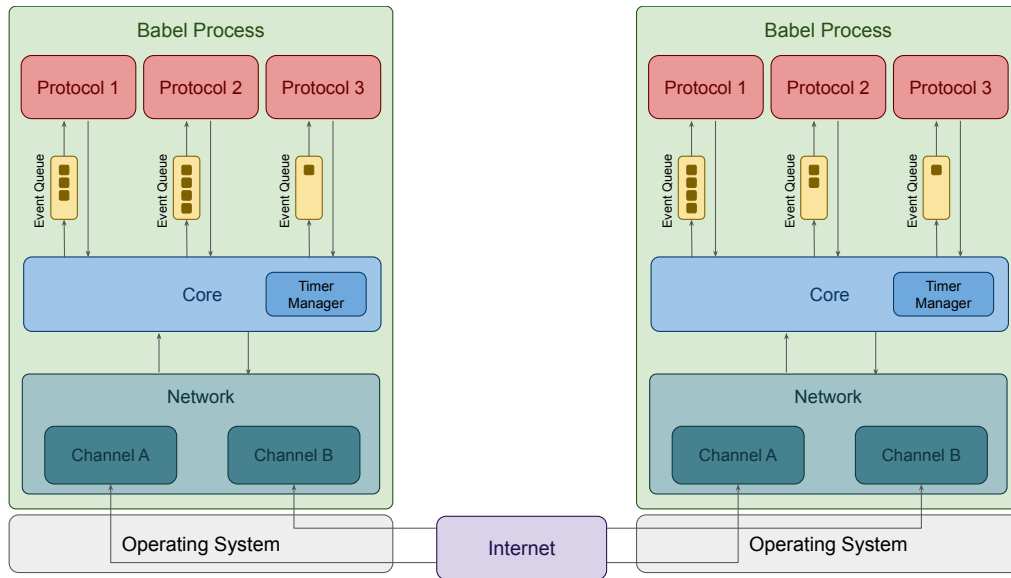 Babel Process
Babel Process
Protocol 1
Protocol 2
Protocol 3
Protocol 1
Protocol 2
Protocol 3
Event Queue
Event Queue
Event Queue
Event Queue
Event Queue
Event Queue
Core
Timer
Manager
Core
Timer
Manager
Network
Network
Channel A
Channel B
Channel A
Channel B
Operating System
Internet
Operating System